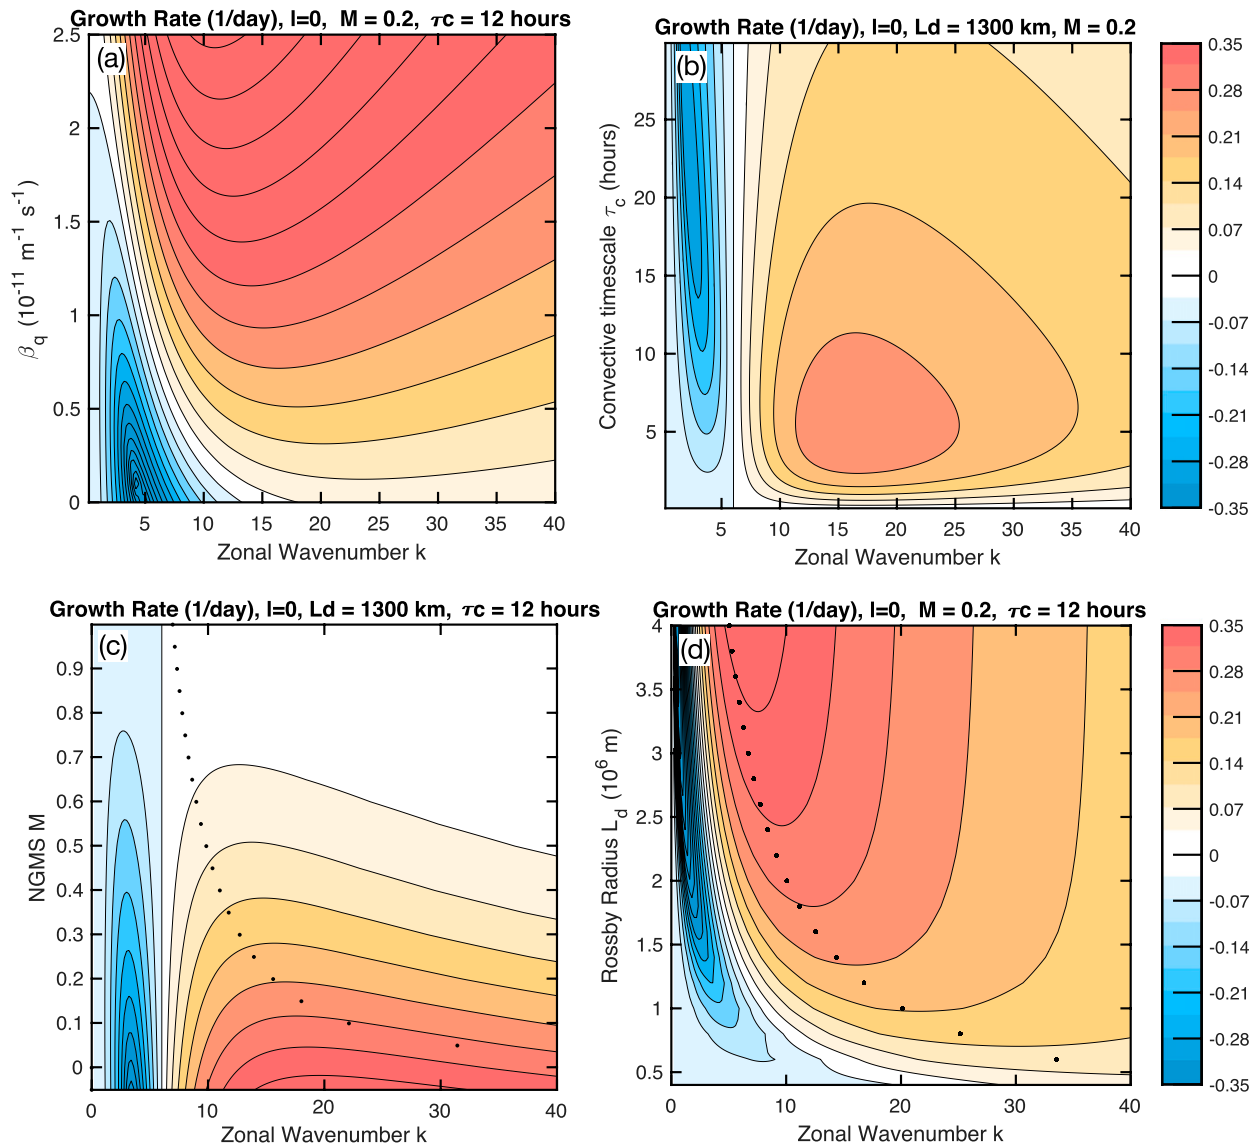 Growth Rate (1/day), l=0, M = 0.2, τc = 12 hours
(a)
2.5
2
1.5
1
0.5
0
βq (10⁻¹¹ m⁻¹ s⁻¹)
5 10 15 20 25 30 35 40
Zonal Wavenumber k
Growth Rate (1/day), l=0, Ld = 1300 km, M = 0.2
(b)
25
20
15
10
5
Convective timescale τc (hours)
5 10 15 20 25 30 35 40
Zonal Wavenumber k
0.35
0.28
0.21
0.14
0.07
0
-0.07
-0.14
-0.21
-0.28
-0.35
Growth Rate (1/day), l=0, Ld = 1300 km, τc = 12 hours
(c)
0.9
0.8
0.7
0.6
0.5
0.4
0.3
0.2
0.1
0
NGMS M
0 10 20 30 40
Zonal Wavenumber k
Growth Rate (1/day), l=0, M = 0.2, τc = 12 hours
(d)
4
3.5
3
2.5
2
1.5
1
0.5
Rossby Radius Ld (10⁶ m)
0 10 20 30 40
Zonal Wavenumber k
0.35
0.28
0.21
0.14
0.07
0
-0.07
-0.14
-0.21
-0.28
-0.35